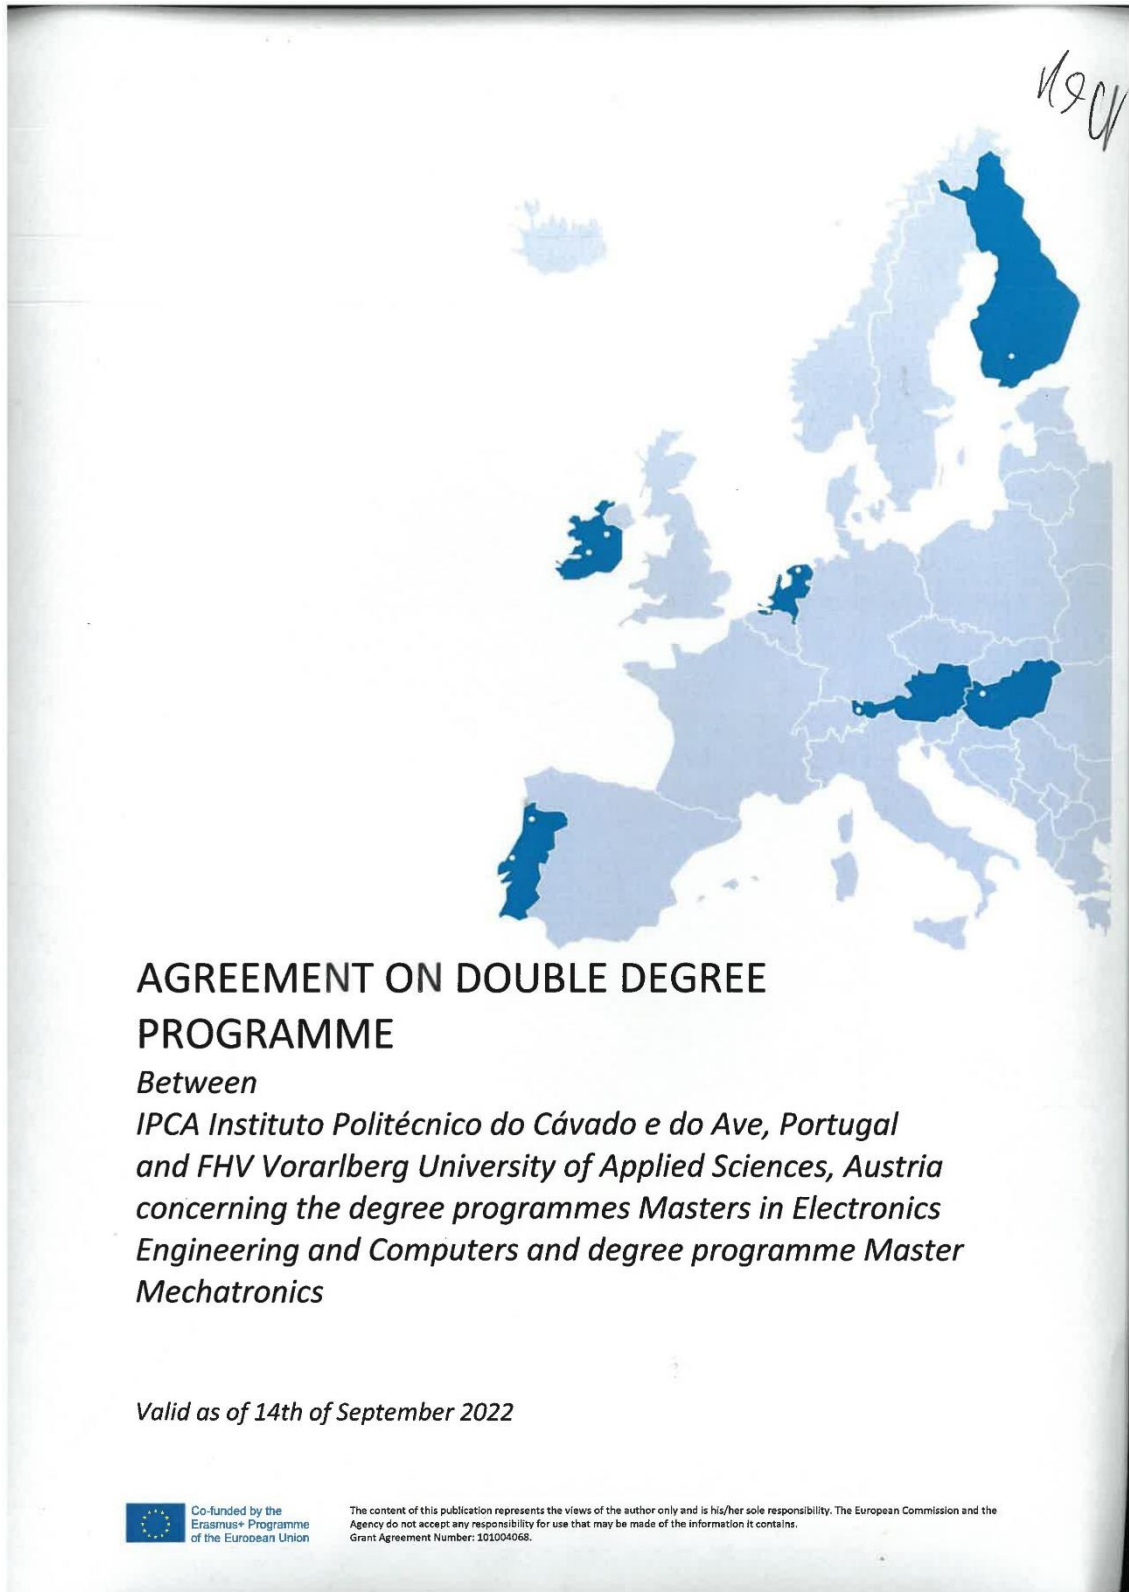 AGREEMENT ON DOUBLE DEGREE
PROGRAMME
Between
IPCA Instituto Politécnico do Cávado e do Ave, Portugal
and FHV Vorarlberg University of Applied Sciences, Austria
concerning the degree programmes Masters in Electronics
Engineering and Computers and degree programme Master
Mechatronics
Valid as of 14th of September 2022
Co-funded by the
Erasmus+ Programme
of the European Union
The content of this publication represents the views of the author only and is his/her sole responsibility. The European Commission and the
Agency do not accept any responsibility for use that may be made of the information it contains.
Grant Agreement Number: 101004068.